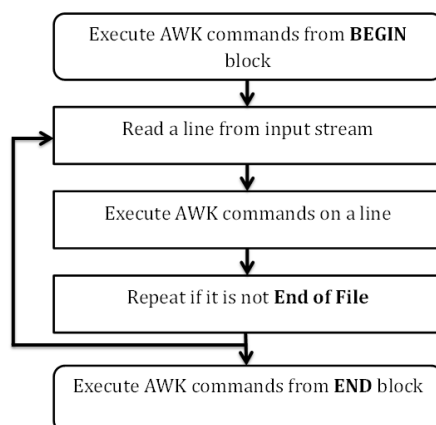 Execute AWK commands from BEGIN
block
Read a line from input stream
Execute AWK commands on a line
Repeat if it is not End of File
Execute AWK commands from END block